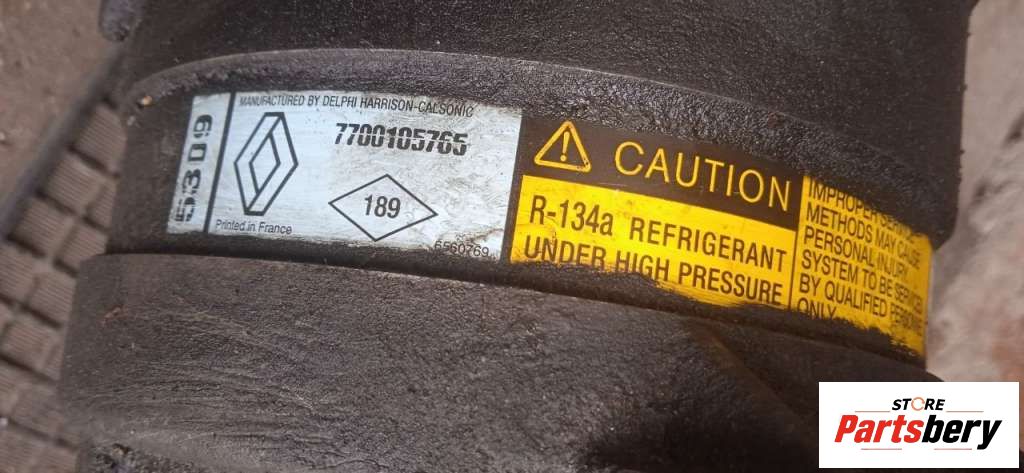 5309
MANUFACTURED BY DELPHI HARRISON-CALSONIC
7700105765
189
Printed in France
6560769
CAUTION
R-134a REFRIGERANT
UNDER HIGH PRESSURE
IMPROPER
METHODS MAY CAUSE
PERSONAL INJURY
SYSTEM TO BE SERVICED
BY QUALIFIED PERSONNEL
ONLY
STORE
Partsbery